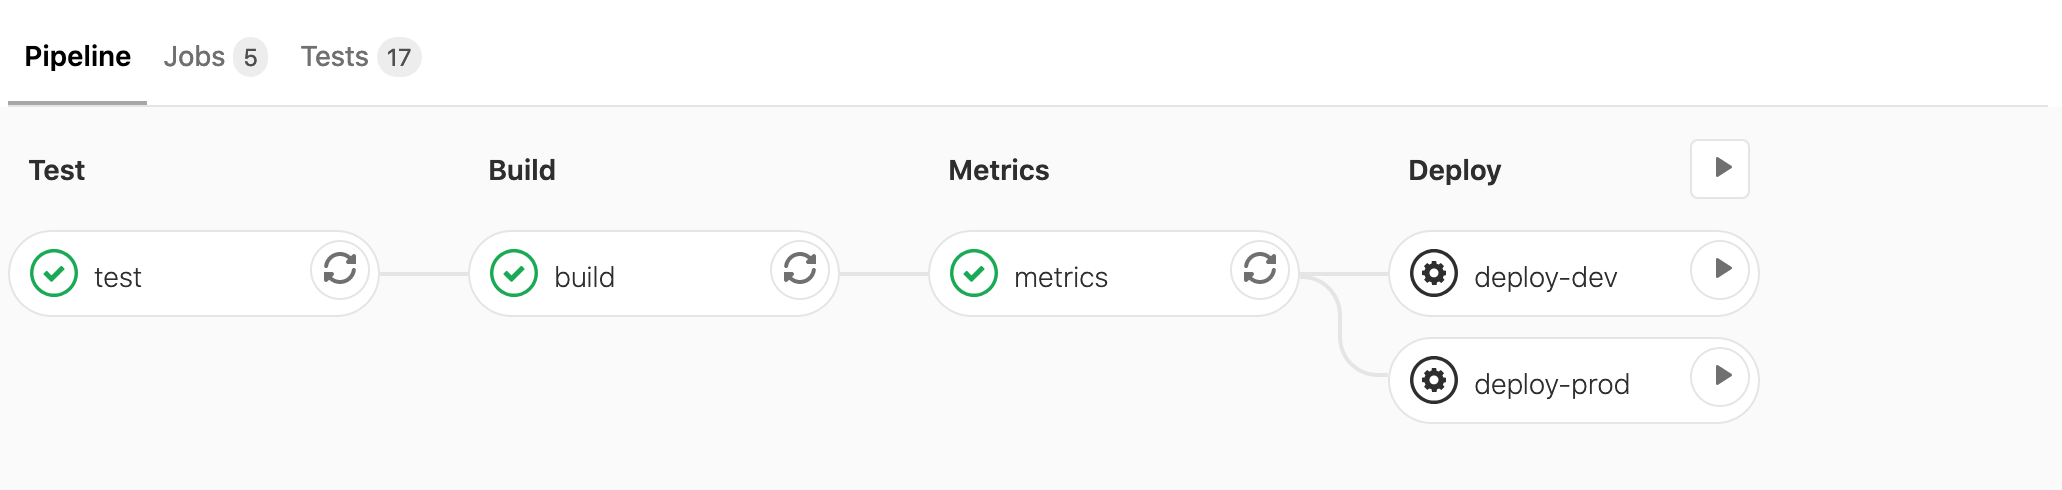 Pipeline Jobs 5 Tests 17
Test Build Metrics Deploy
test build metrics deploy-dev
deploy-prod